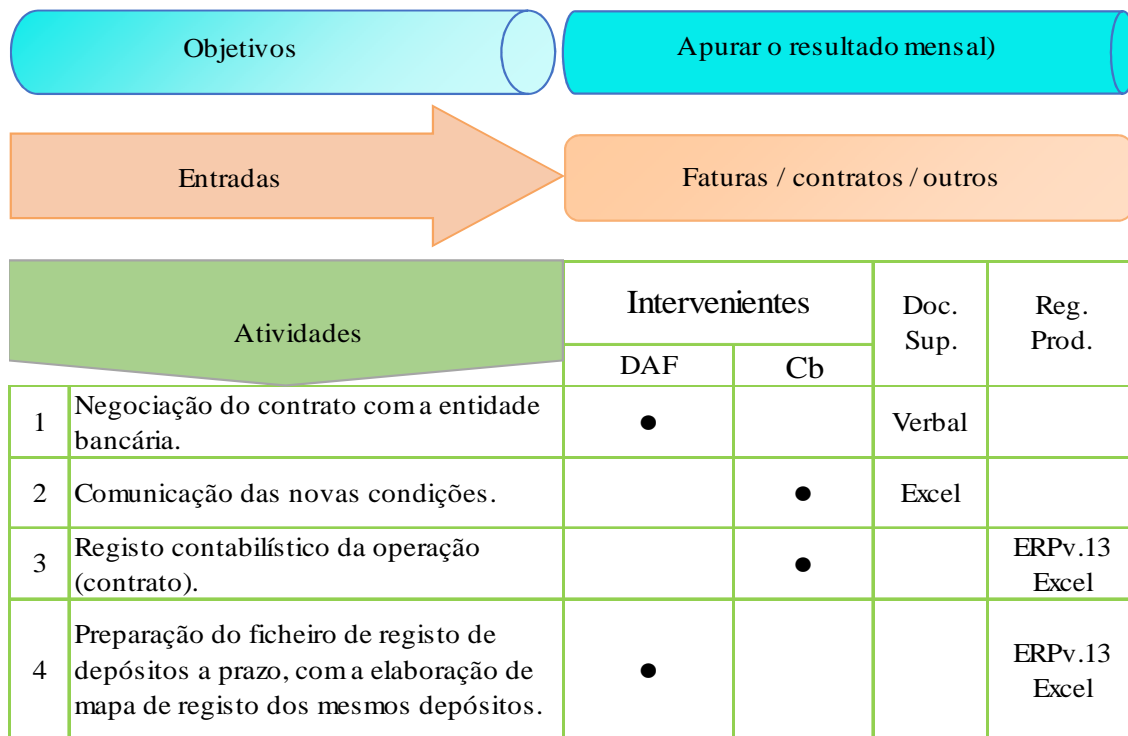 Objetivos
Apurar o resultado mensal)
Entradas
Faturas / contratos / outros
Atividades
Intervenientes
Doc.
Sup.
Reg.
Prod.
DAF
Cb
1
Negociação do contrato com a entidade
bancária.
●
Verbal
2
Comunicação das novas condições.
●
Excel
3
Registo contabilístico da operação
(contrato).
●
ERPv.13
Excel
4
Preparação do ficheiro de registo de
depósitos a prazo, com a elaboração de
mapa de registo dos mesmos depósitos.
●
ERPv.13
Excel